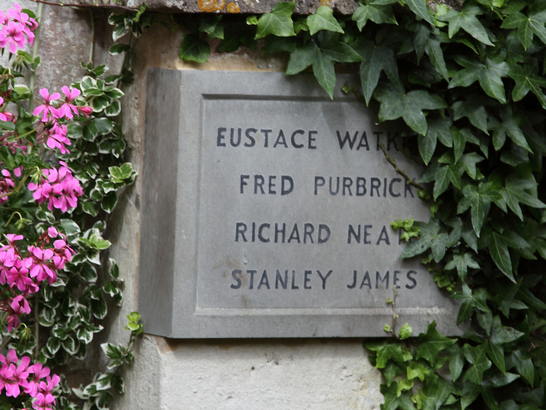 EUSTACE
FRED PURBRICK
RICHARD
STANLEY JAMES